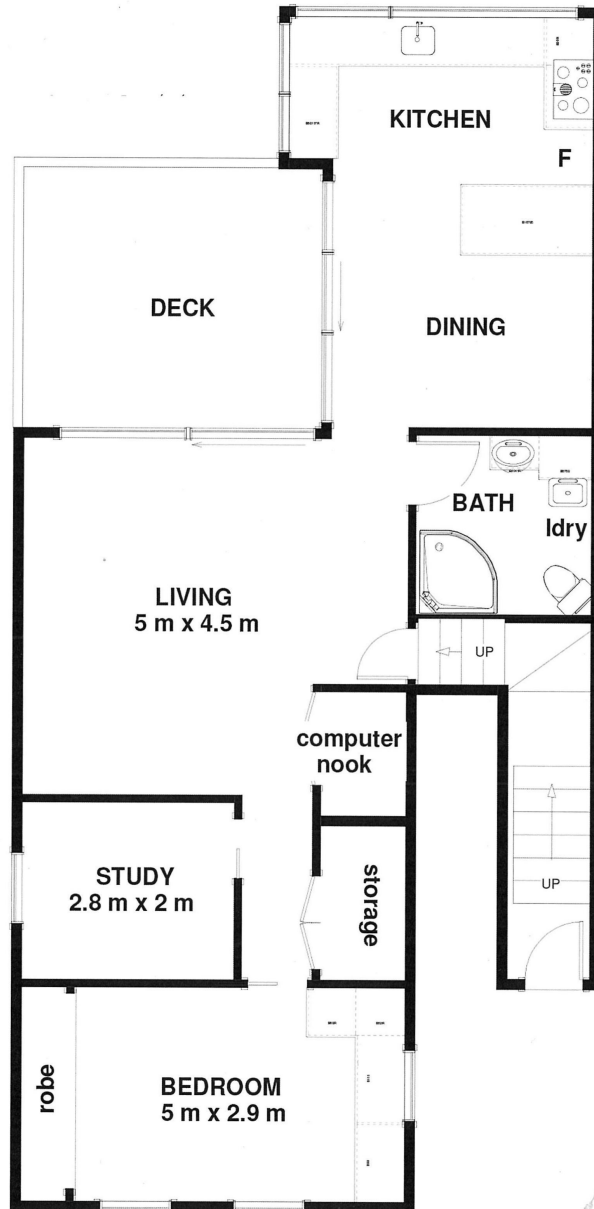 KITCHEN
F
DECK
DINING
BATH
ldry
LIVING
5 m x 4.5 m
UP
computer
nook
STUDY
2.8 m x 2 m
storage
UP
BEDROOM
5 m x 2.9 m
robe